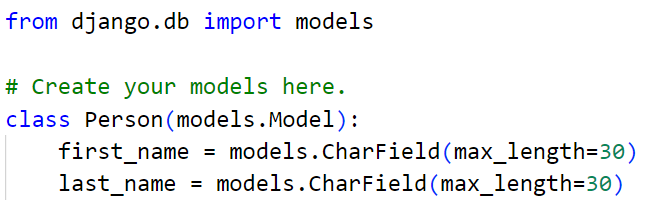 from django.db import models
# Create your models here.
class Person(models.Model):
    first_name = models.CharField(max_length=30)
    last_name = models.CharField(max_length=30)